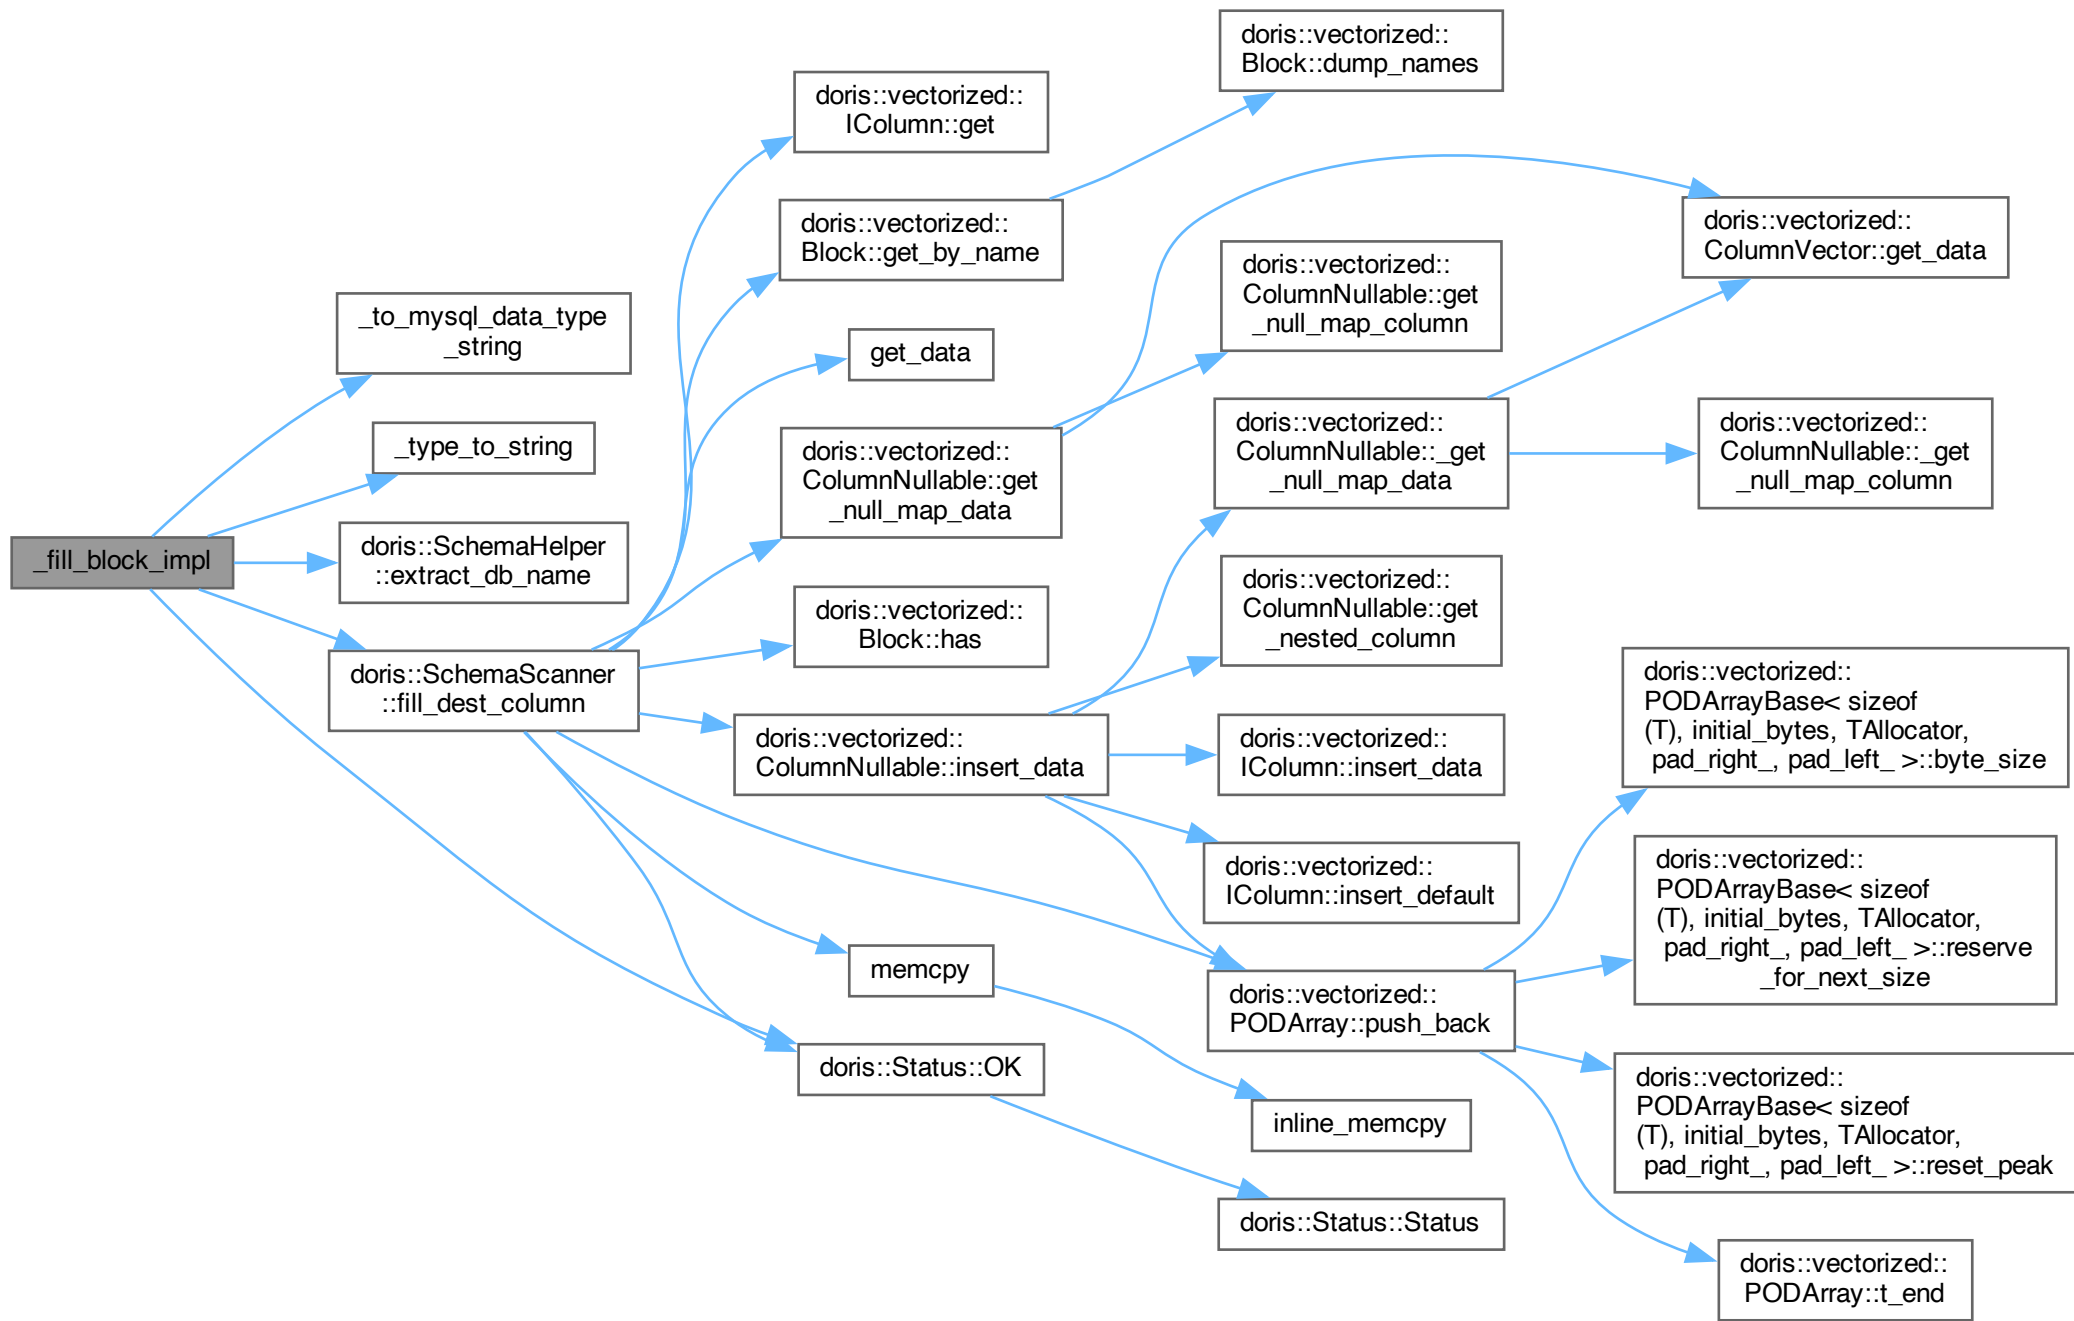 _fill_block_impl
_to_mysql_data_type
_string
_type_to_string
doris::SchemaHelper
::extract_db_name
doris::SchemaScanner
::fill_dest_column
doris::vectorized::
IColumn::get
doris::vectorized::
Block::get_by_name
get_data
doris::vectorized::
ColumnNullable::get
_null_map_data
doris::vectorized::
Block::has
doris::vectorized::
ColumnNullable::insert_data
memcpy
doris::Status::OK
doris::vectorized::
Block::dump_names
doris::vectorized::
ColumnNullable::get
_null_map_column
doris::vectorized::
ColumnNullable::_get
_null_map_data
doris::vectorized::
ColumnNullable::get
_nested_column
doris::vectorized::
IColumn::insert_data
doris::vectorized::
IColumn::insert_default
doris::vectorized::
PODArray::push_back
inline_memcpy
doris::Status::Status
doris::vectorized::
ColumnVector::get_data
doris::vectorized::
ColumnNullable::_get
_null_map_column
doris::vectorized::
PODArrayBase< sizeof
(T), initial_bytes, TAllocator,
pad_right_, pad_left_ >::byte_size
doris::vectorized::
PODArrayBase< sizeof
(T), initial_bytes, TAllocator,
pad_right_, pad_left_ >::reserve
_for_next_size
doris::vectorized::
PODArrayBase< sizeof
(T), initial_bytes, TAllocator,
pad_right_, pad_left_ >::reset_peak
doris::vectorized::
PODArray::t_end